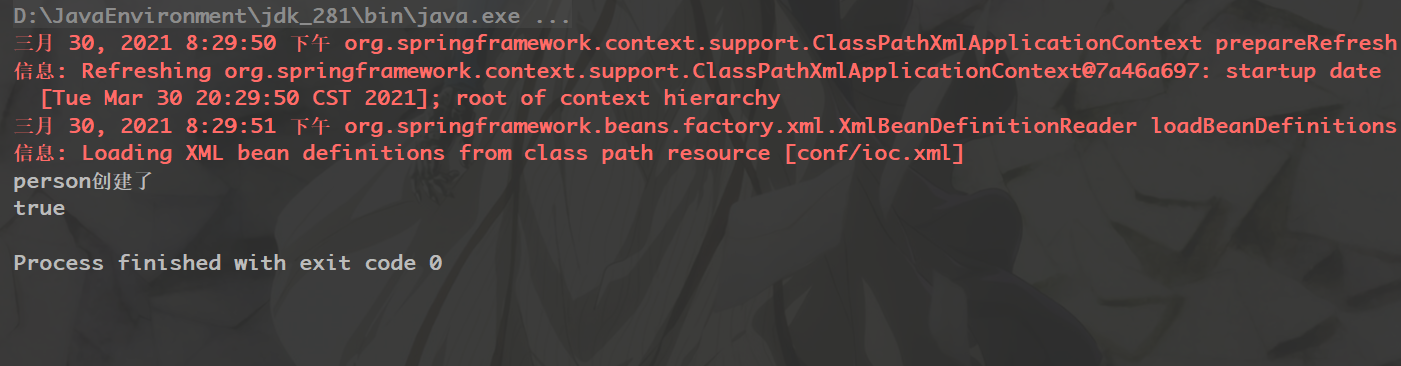 D:\JavaEnvironment\jdk_281\bin\java.exe ...
三月 30, 2021 8:29:50 下午 org.springframework.context.support.ClassPathXmlApplicationContext prepareRefresh
信息: Refreshing org.springframework.context.support.ClassPathXmlApplicationContext@7a46a697: startup date
[Tue Mar 30 20:29:50 CST 2021]; root of context hierarchy
三月 30, 2021 8:29:51 下午 org.springframework.beans.factory.xml.XmlBeanDefinitionReader loadBeanDefinitions
信息: Loading XML bean definitions from class path resource [conf/ioc.xml]
person创建了
true
Process finished with exit code 0